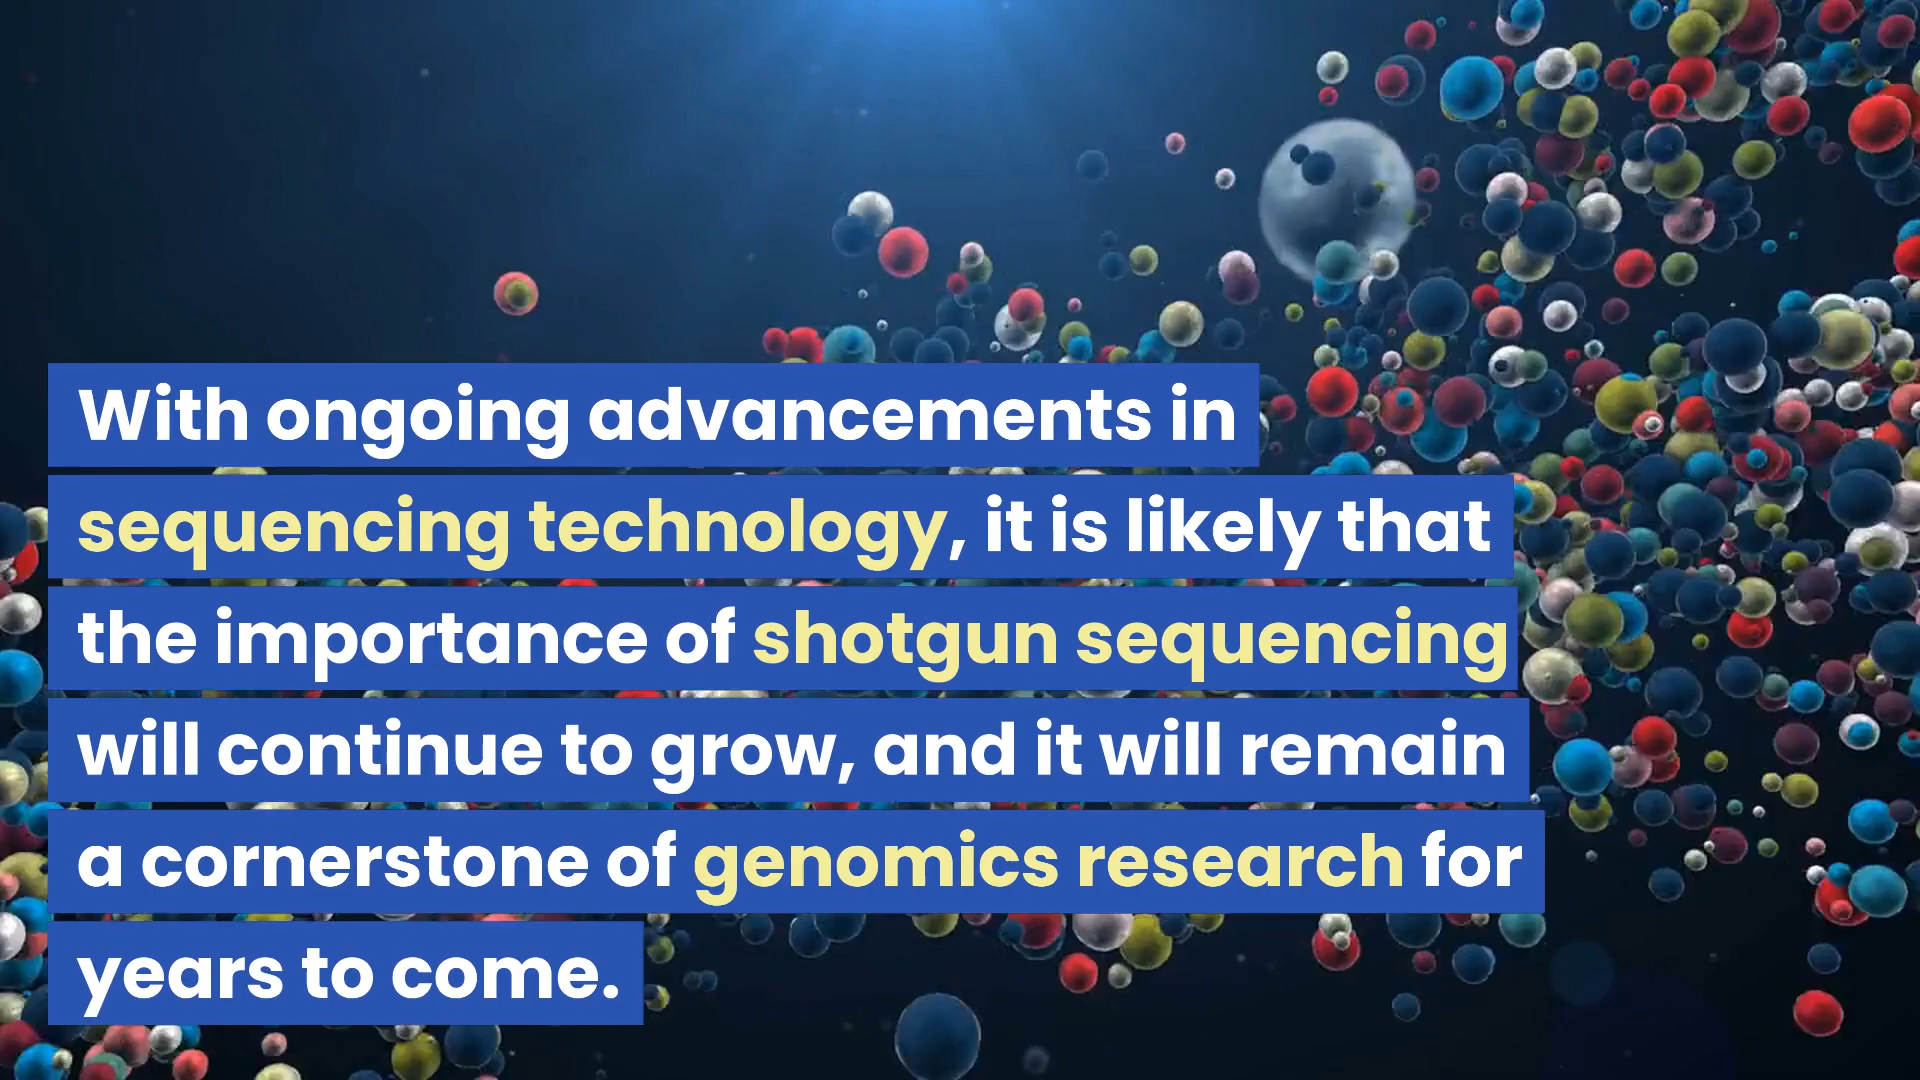 With ongoing advancements in
sequencing technology, it is likely that
the importance of shotgun sequencing
will continue to grow, and it will remain
a cornerstone of genomics research for
years to come.